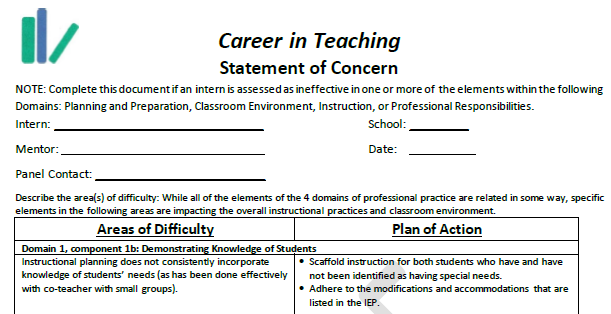 Career in Teaching
Statement of Concern
NOTE: Complete this document if an intern is assessed as ineffective in one or more of the elements within the following
Domains: Planning and Preparation, Classroom Environment, Instruction, or Professional Responsibilities.
Intern: School:
Mentor: Date:
Panel Contact:
Describe the area(s) of difficulty: While all of the elements of the 4 domains of professional practice are related in some way, specific
elements in the following areas are impacting the overall instructional practices and classroom environment.
Areas of Difficulty Plan of Action
Domain 1, component 1b: Demonstrating Knowledge of Students
Instructional planning does not consistently incorporate
knowledge of students' needs (as has been done effectively
with co-teacher with small groups).
• Scaffold instruction for both students who have and have
not been identified as having special needs.
• Adhere to the modifications and accommodations that are
listed in the IEP.